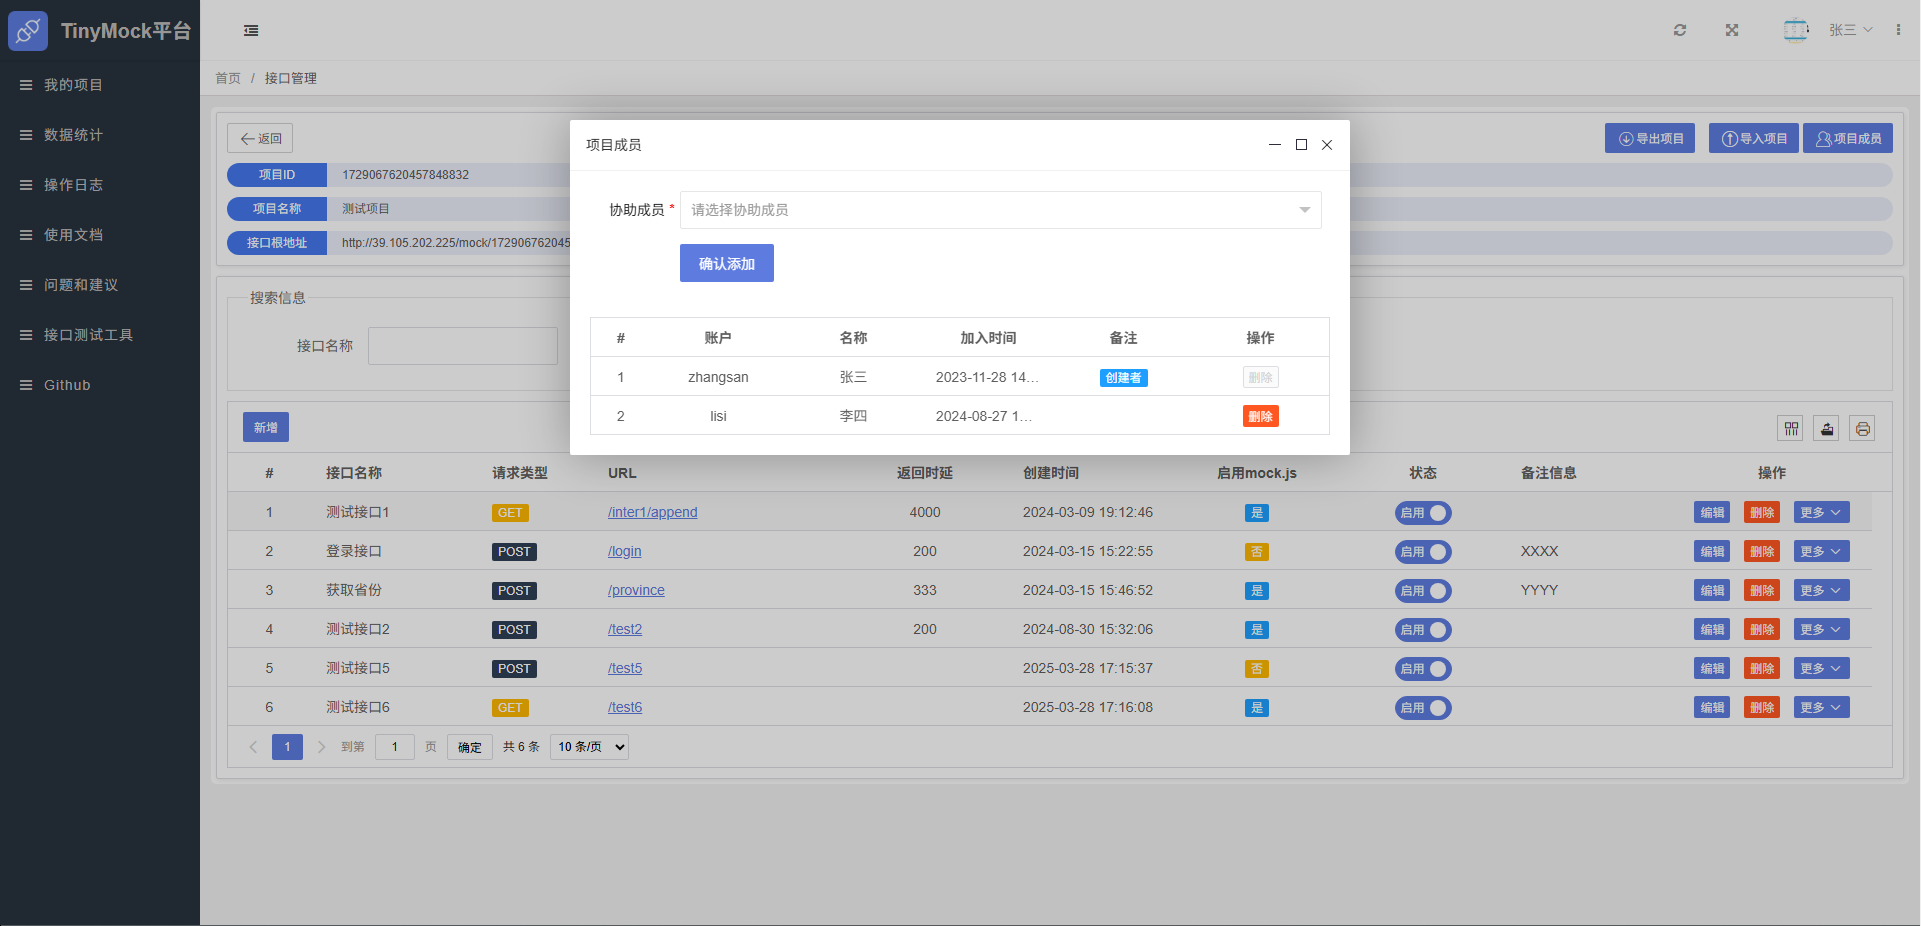 TinyMock平台
张三
首页 / 接口管理
我的项目
数据统计
操作日志
使用文档
问题和建议
接口测试工具
Github
返回
导出项目 导入项目 项目成员
项目ID 1729067620457848832
项目名称 测试项目
接口根地址 http://39.105.202.225/mock/172906762045
项目成员
协助成员 * 请选择协助成员
确认添加
# 账户 名称 加入时间 备注 操作
1 zhangsan 张三 2023-11-28 14... 创建者 删除
2 lisi 李四 2024-08-27 1... 删除
搜索信息
接口名称
新增
# 接口名称 请求类型 URL 返回时延 创建时间 启用mock.js 状态 备注信息 操作
1 测试接口1 GET /inter1/append 4000 2024-03-09 19:12:46 是 启用 编辑 删除 更多
2 登录接口 POST /login 200 2024-03-15 15:22:55 否 启用 XXXX 编辑 删除 更多
3 获取省份 POST /province 333 2024-03-15 15:46:52 是 启用 YYYY 编辑 删除 更多
4 测试接口2 POST /test2 200 2024-08-30 15:32:06 是 启用 编辑 删除 更多
5 测试接口5 POST /test5 2025-03-28 17:15:37 否 启用 编辑 删除 更多
6 测试接口6 GET /test6 2025-03-28 17:16:08 是 启用 编辑 删除 更多
1 到第 1 页 确定 共 6 条 10 条/页